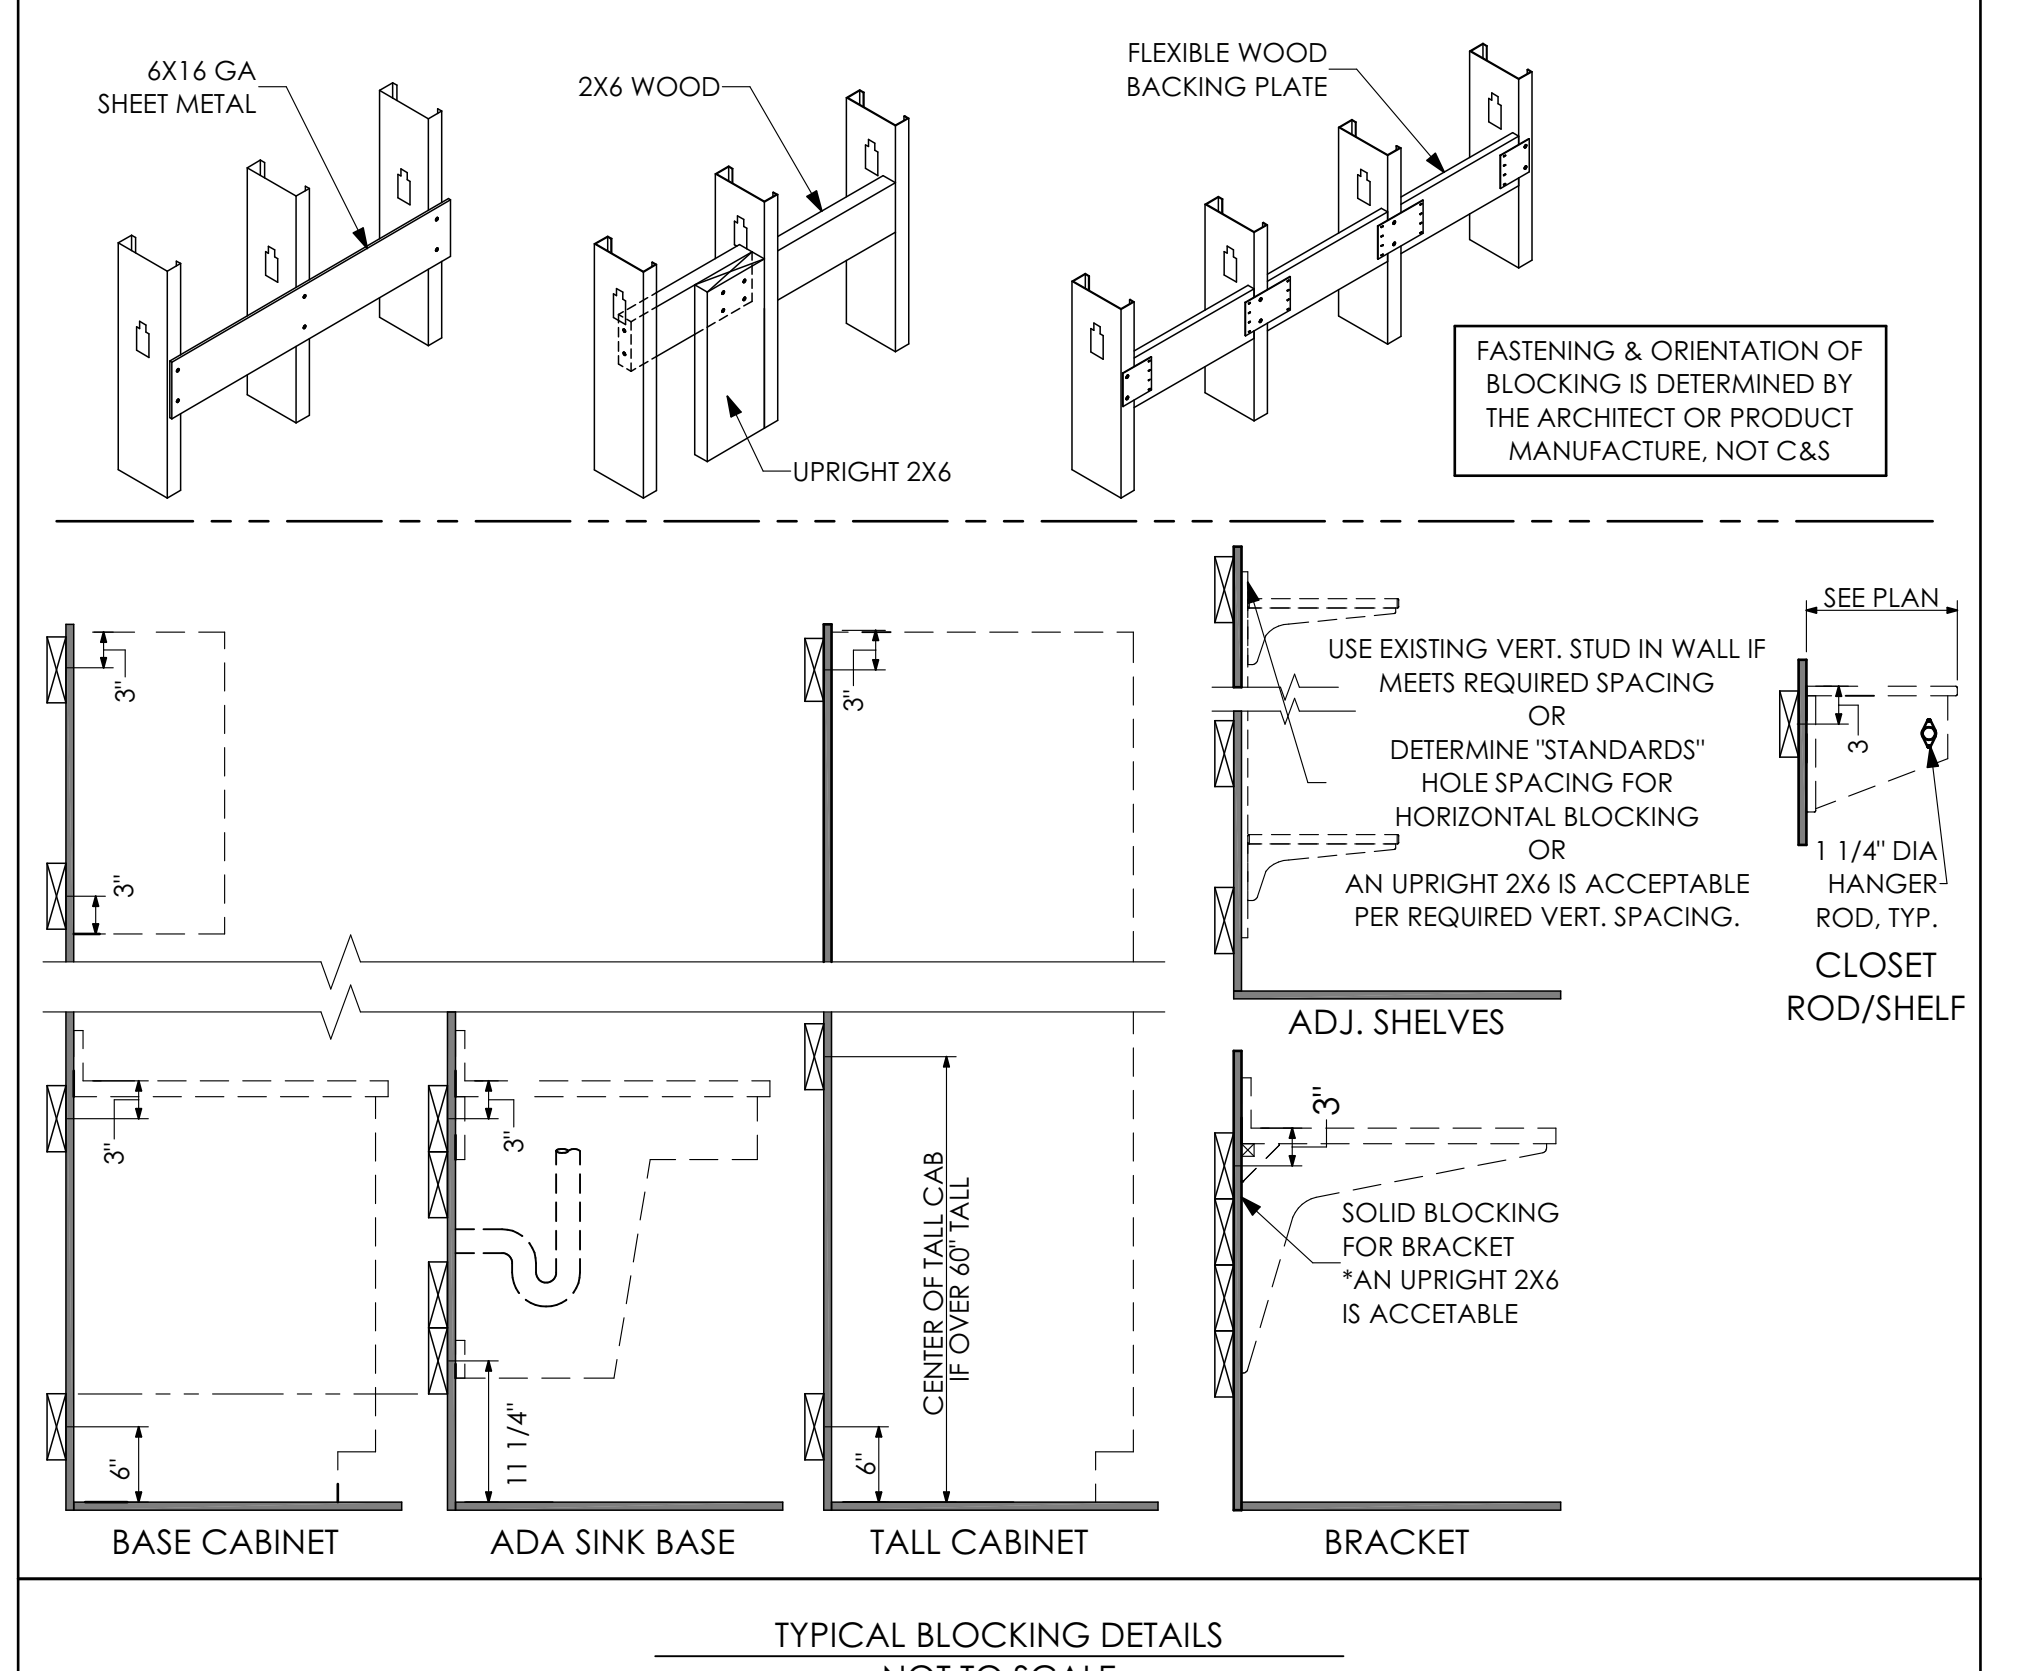 6X16 GA
SHEET METAL
2X6 WOOD
UPRIGHT 2X6
FLEXIBLE WOOD
BACKING PLATE
FASTENING & ORIENTATION OF
BLOCKING IS DETERMINED BY
THE ARCHITECT OR PRODUCT
MANUFACTURE, NOT C&S
3"
3"
3"
6"
BASE CABINET
3"
11 1/4"
ADA SINK BASE
3"
CENTER OF TALL CAB
IF OVER 60" TALL
6"
TALL CABINET
USE EXISTING VERT. STUD IN WALL IF
MEETS REQUIRED SPACING
OR
DETERMINE "STANDARDS"
HOLE SPACING FOR
HORIZONTAL BLOCKING
OR
AN UPRIGHT 2X6 IS ACCEPTABLE
PER REQUIRED VERT. SPACING.
ADJ. SHELVES
SEE PLAN
3
1 1/4" DIA
HANGER
ROD, TYP.
CLOSET
ROD/SHELF
3"
SOLID BLOCKING
FOR BRACKET
*AN UPRIGHT 2X6
IS ACCETABLE
BRACKET
TYPICAL BLOCKING DETAILS
NOT TO SCALE